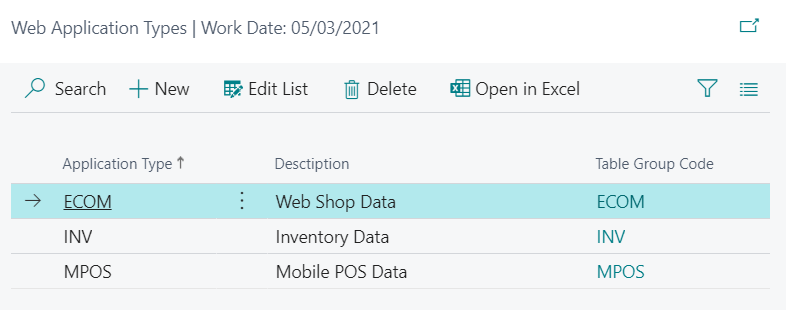 Web Application Types | Work Date: 05/03/2021
Search New Edit List Delete Open in Excel
Application Type ↑ Desctiption Table Group Code
ECOM Web Shop Data ECOM
INV Inventory Data INV
MPOS Mobile POS Data MPOS